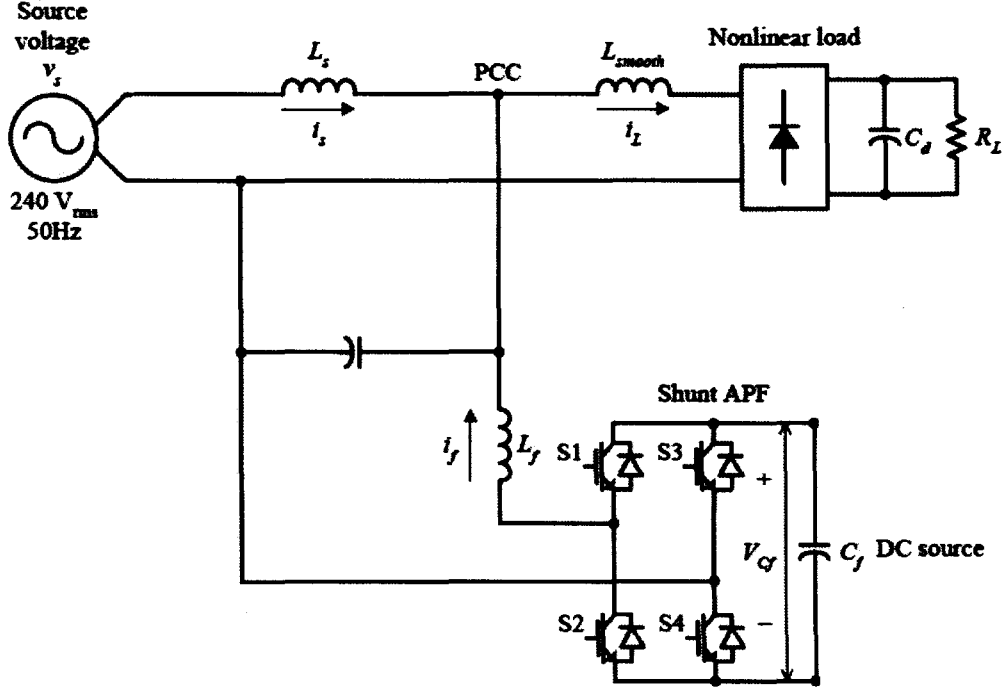 Source
voltage
v_s
L_s
i_s
PCC
L_smooth
i_L
Nonlinear load
C_d
R_L
240 V_rms
50Hz
Shunt APF
i_f
L_f
S1
S3
+
V_Cf
C_f
DC source
S2
S4
−